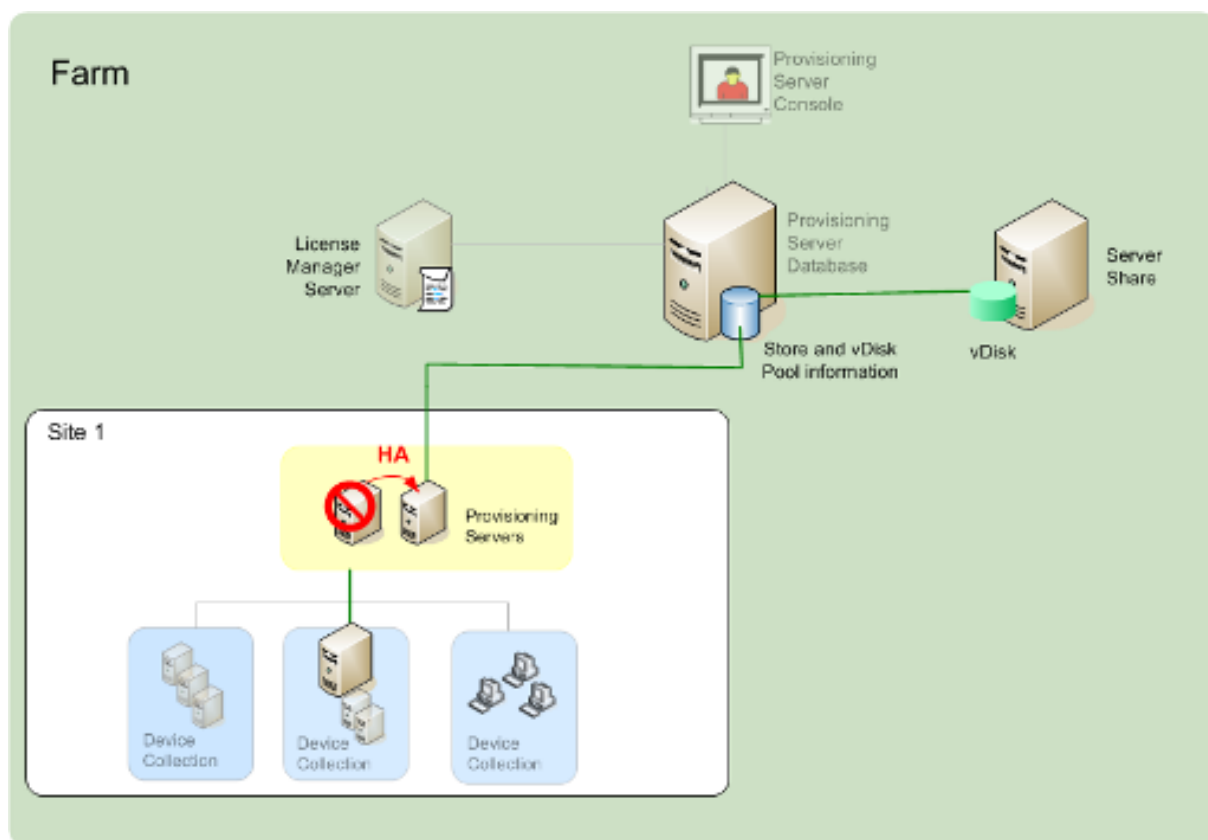 Farm
Provisioning
Server
Console
License
Manager
Server
Provisioning
Server
Database
Server
Share
Store and vDisk
Pool information
vDisk
Site 1
HA
Provisioning
Servers
Device
Collection
Device
Collection
Device
Collection